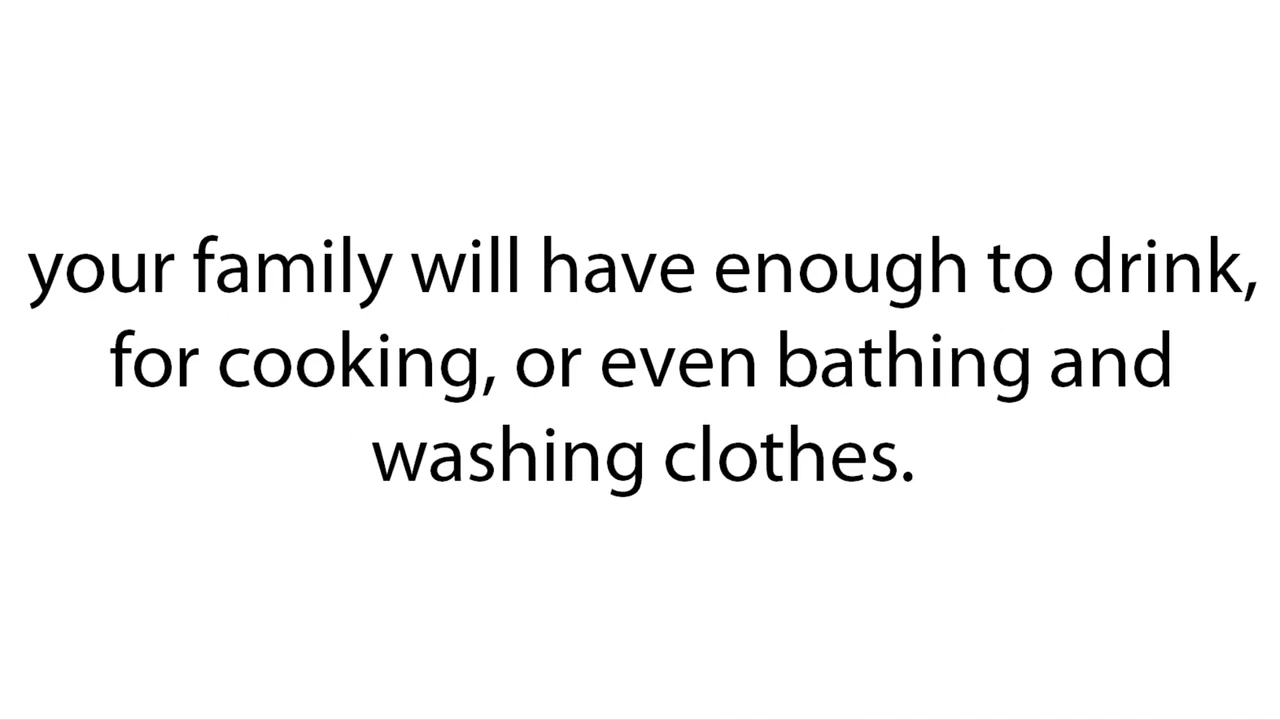 your family will have enough to drink,
for cooking, or even bathing and
washing clothes.